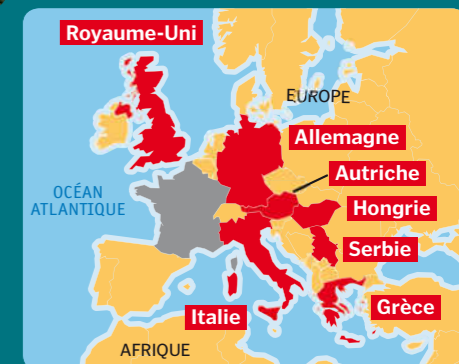 Royaume-Uni
EUROPE
Allemagne
Autriche
OCÉAN
ATLANTIQUE
Hongrie
Serbie
Grèce
Italie
AFRIQUE